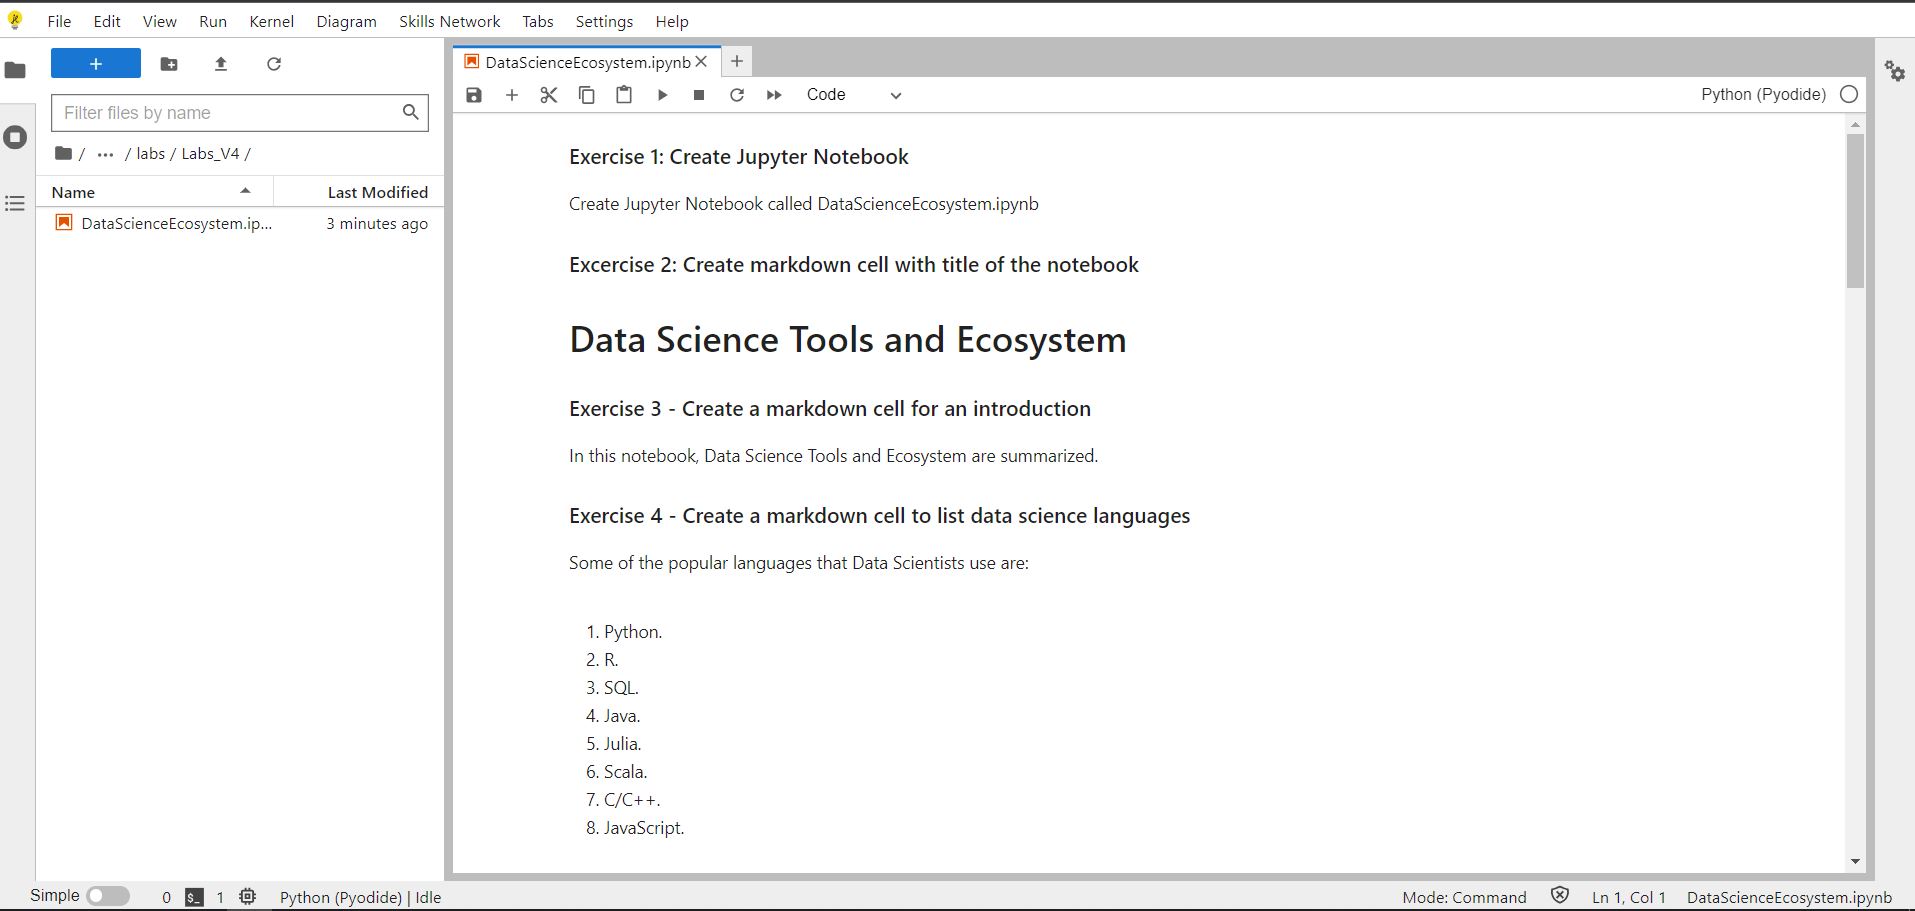 File Edit View Run Kernel Diagram Skills Network Tabs Settings Help
+
Filter files by name
/ ... / labs / Labs_V4 /
Name Last Modified
DataScienceEcosystem.ip... 3 minutes ago
DataScienceEcosystem.ipynb
Code
Python (Pyodide)
Exercise 1: Create Jupyter Notebook
Create Jupyter Notebook called DataScienceEcosystem.ipynb
Excercise 2: Create markdown cell with title of the notebook
Data Science Tools and Ecosystem
Exercise 3 - Create a markdown cell for an introduction
In this notebook, Data Science Tools and Ecosystem are summarized.
Exercise 4 - Create a markdown cell to list data science languages
Some of the popular languages that Data Scientists use are:
1. Python.
2. R.
3. SQL.
4. Java.
5. Julia.
6. Scala.
7. C/C++.
8. JavaScript.
Simple 0 $_ 1 Python (Pyodide) | Idle Mode: Command Ln 1, Col 1 DataScienceEcosystem.ipynb